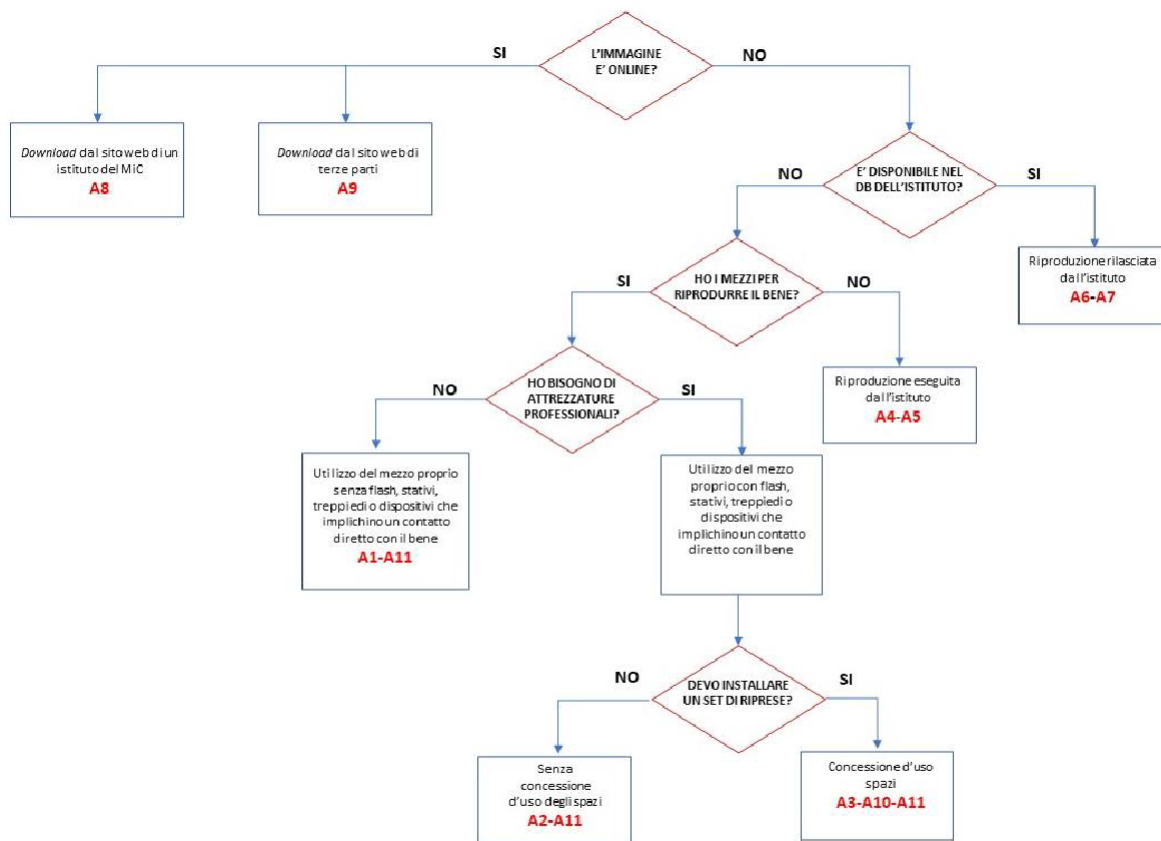 L'IMMAGINE
E' ONLINE?
SI
NO
Download dal sito web di un
istituto del MiC
A8
Download dal sito web di
terze parti
A9
E' DISPONIBILE NEL
DB DELL'ISTITUTO?
NO
SI
Riproduzione rilasciata
dall'istituto
A6-A7
HO I MEZZI PER
RIPRODURRE IL BENE?
SI
NO
Riproduzione eseguita
dall'istituto
A4-A5
HO BISOGNO DI
ATTREZZATURE
PROFESSIONALI?
NO
SI
Utilizzo del mezzo proprio
senza flash, stativi,
treppiedi o dispositivi che
implichino un contatto
diretto con il bene
A1-A11
Utilizzo del mezzo
proprio con flash,
stativi, treppiedi o
dispositivi che
implichino un contatto
diretto con il bene
DEVO INSTALLARE
UN SET DI RIPRESE?
NO
SI
Senza
concessione
d'uso degli spazi
A2-A11
Concessione d'uso
spazi
A3-A10-A11